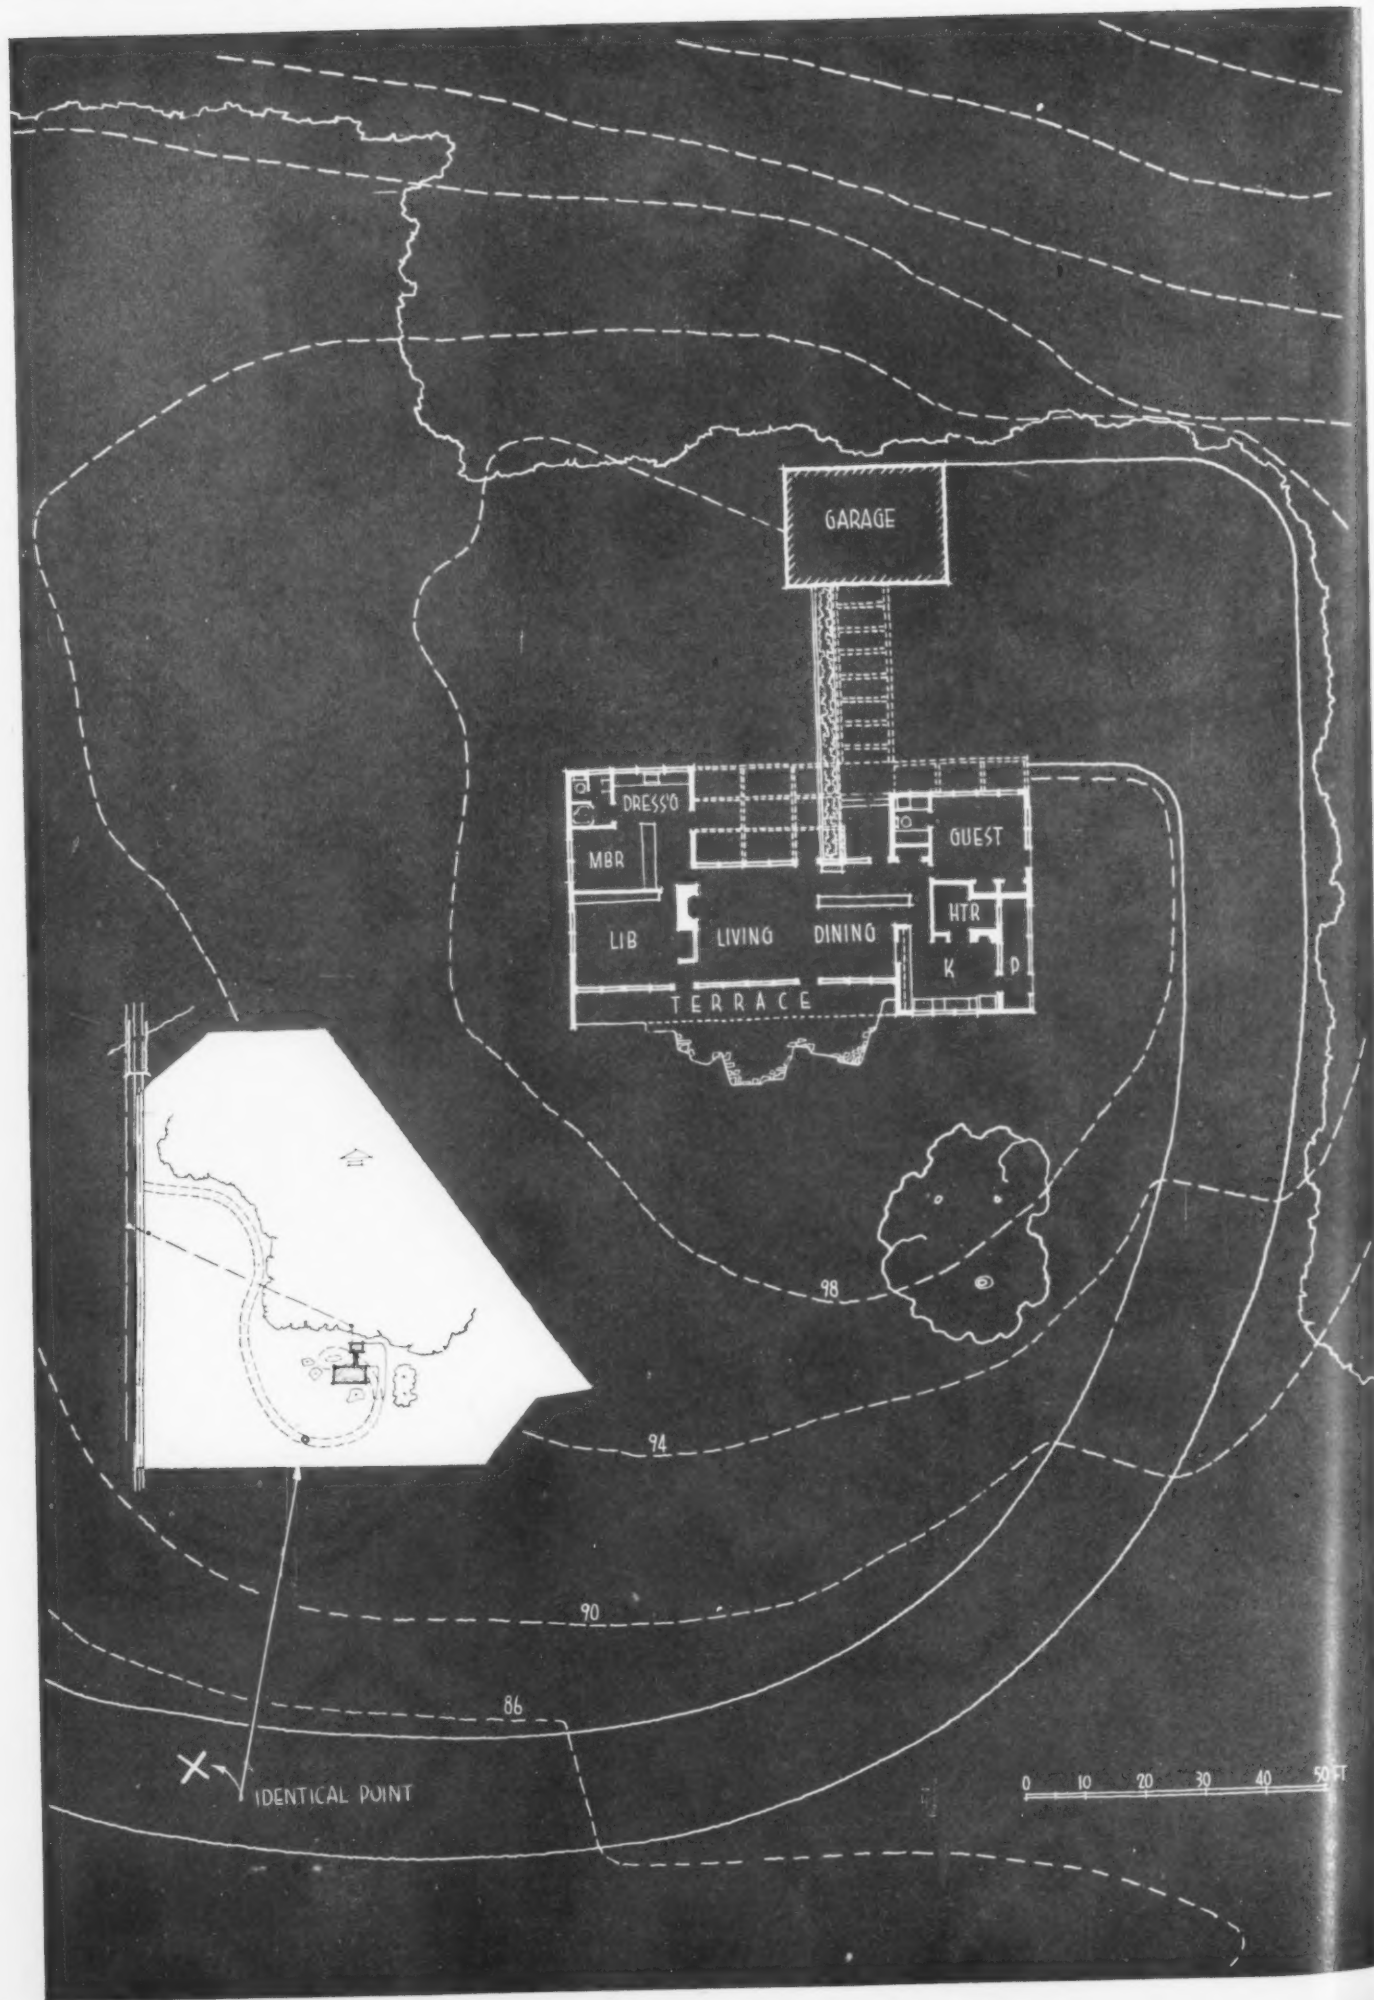 GARAGE
DRESS'G
MBR
GUEST
HTR
LIB
LIVING
DINING
K
P
TERRACE
98
94
90
86
IDENTICAL POINT
0 10 20 30 40 50 FT